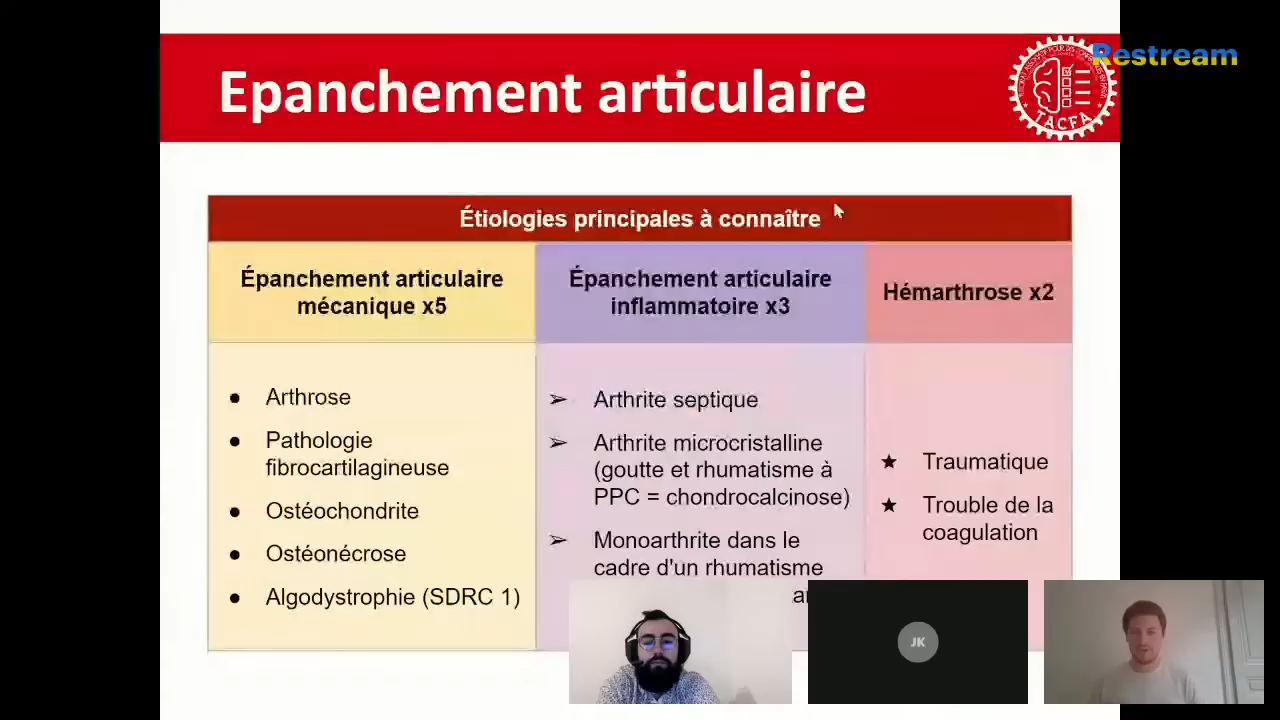 Epanchement articulaire
Restream
TACFA
Étiologies principales à connaître
Épanchement articulaire
mécanique x5
Épanchement articulaire
inflammatoire x3
Hémarthrose x2
● Arthrose
● Pathologie
fibrocartilagineuse
● Ostéochondrite
● Ostéonécrose
● Algodystrophie (SDRC 1)
➢ Arthrite septique
➢ Arthrite microcristalline
(goutte et rhumatisme à
PPC = chondrocalcinose)
➢ Monoarthrite dans le
cadre d'un rhumatisme
★ Traumatique
★ Trouble de la
coagulation
JK